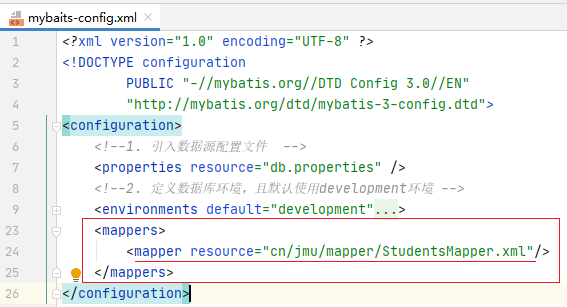 mybaits-config.xml ×
1 <?xml version="1.0" encoding="UTF-8" ?>
2 <!DOCTYPE configuration
3 PUBLIC "-//mybatis.org//DTD Config 3.0//EN"
4 "http://mybatis.org/dtd/mybatis-3-config.dtd">
5 <configuration>
6 <!--1. 引入数据源配置文件  -->
7 <properties resource="db.properties" />
8 <!--2. 定义数据库环境，且默认使用development环境 -->
9 <environments default="development"...>
23 <mappers>
24 <mapper resource="cn/jmu/mapper/StudentsMapper.xml"/>
25 </mappers>
26 </configuration>